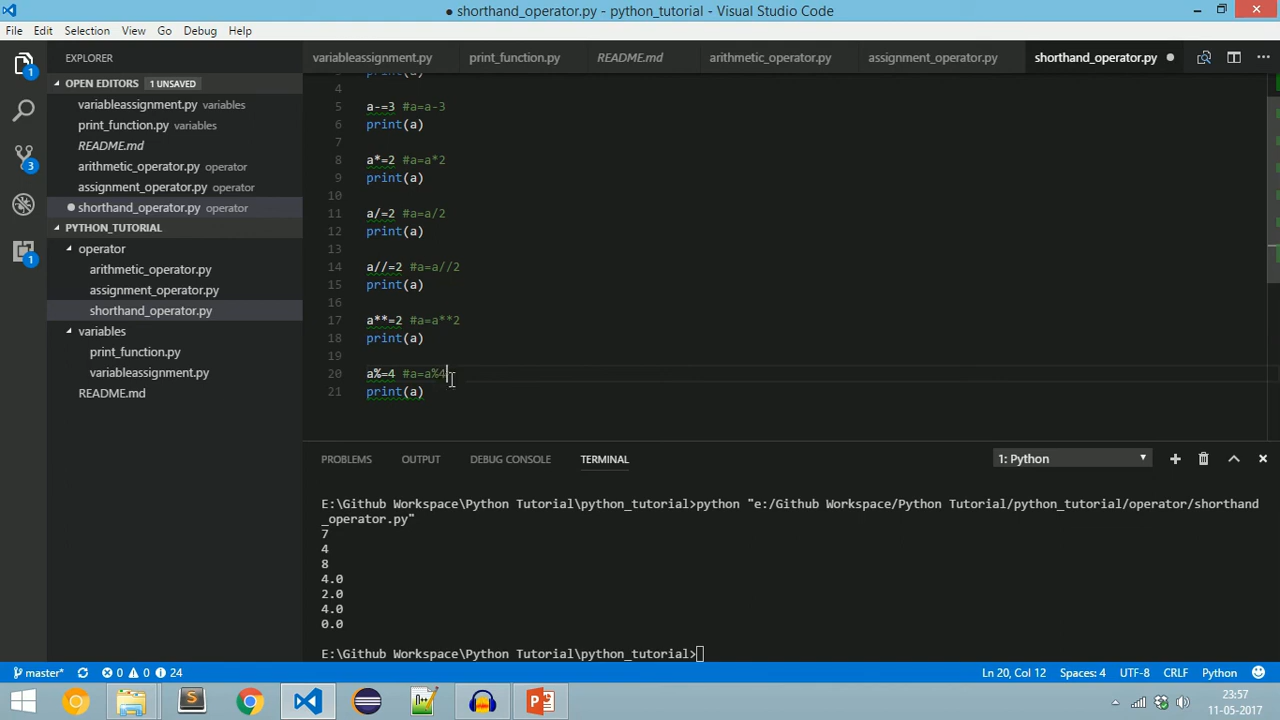 ● shorthand_operator.py - python_tutorial - Visual Studio Code
File Edit Selection View Go Debug Help
EXPLORER
variableassignment.py print_function.py README.md arithmetic_operator.py assignment_operator.py shorthand_operator.py ●
OPEN EDITORS 1 UNSAVED
variableassignment.py variables
print_function.py variables
README.md
arithmetic_operator.py operator
assignment_operator.py operator
● shorthand_operator.py operator
PYTHON_TUTORIAL
operator
arithmetic_operator.py
assignment_operator.py
shorthand_operator.py
variables
print_function.py
variableassignment.py
README.md
1
3
1
3 print(a)
4
5 a-=3 #a=a-3
6 print(a)
7
8 a*=2 #a=a*2
9 print(a)
10
11 a/=2 #a=a/2
12 print(a)
13
14 a//=2 #a=a//2
15 print(a)
16
17 a**=2 #a=a**2
18 print(a)
19
20 a%=4 #a=a%4
21 print(a)
PROBLEMS OUTPUT DEBUG CONSOLE TERMINAL 1: Python
E:\Github Workspace\Python Tutorial\python_tutorial>python "e:/Github Workspace/Python Tutorial/python_tutorial/operator/shorthand
_operator.py"
7
4
8
4.0
2.0
4.0
0.0
E:\Github Workspace\Python Tutorial\python_tutorial>
master* 0 0 24 Ln 20, Col 12 Spaces: 4 UTF-8 CRLF Python
23:57
11-05-2017